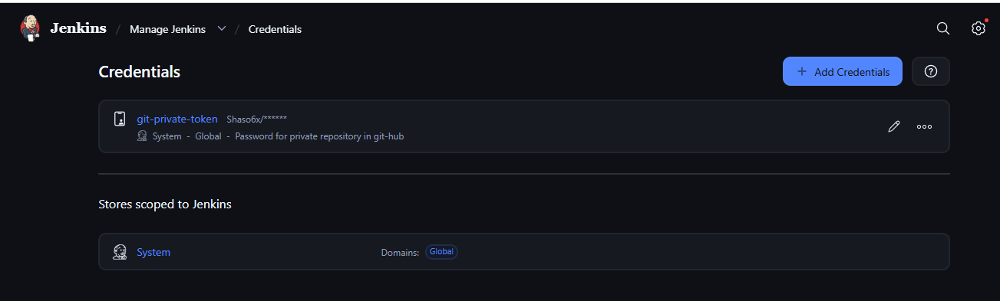 Jenkins / Manage Jenkins / Credentials
Credentials
+ Add Credentials
git-private-token Shaso6x/******
System - Global - Password for private repository in git-hub
Stores scoped to Jenkins
System Domains: Global